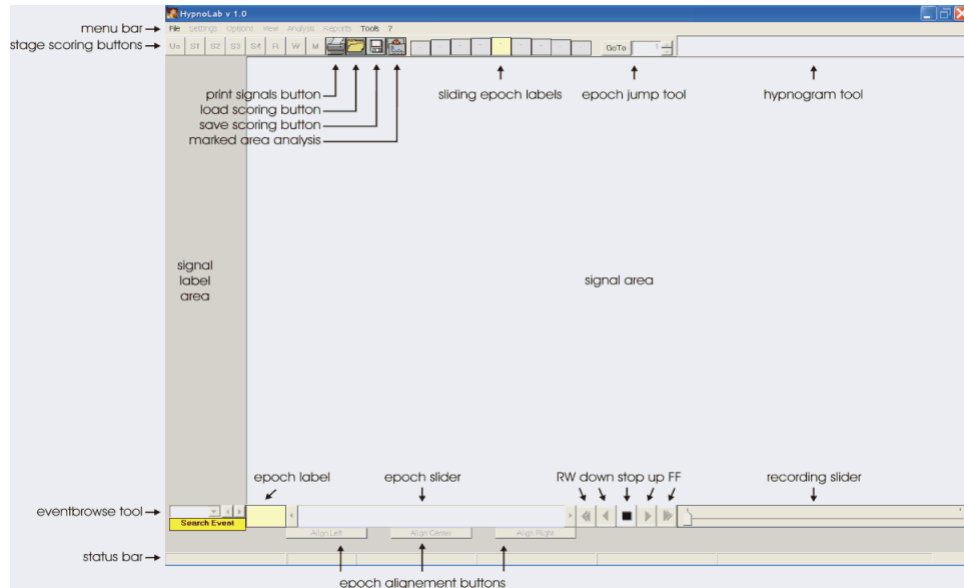 HypnoLab v 1.0
menu bar
File Settings Options View Analysis Reports Tools ?
stage scoring buttons
Un S1 S2 S3 S4 R W M
GoTo 1
print signals button
load scoring button
save scoring button
marked area analysis
sliding epoch labels
epoch jump tool
hypnogram tool
signal
label
area
signal area
epoch label
epoch slider
RW down stop up FF
recording slider
eventbrowse tool
Search Event
Align Left Align Center Align Right
status bar
epoch alignement buttons